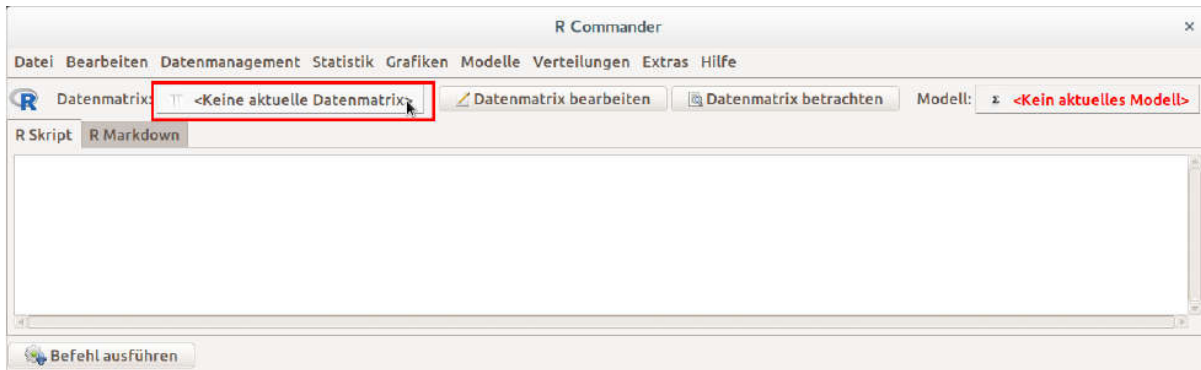 R Commander
Datei Bearbeiten Datenmanagement Statistik Grafiken Modelle Verteilungen Extras Hilfe
R Datenmatrix: <Keine aktuelle Datenmatrix> Datenmatrix bearbeiten Datenmatrix betrachten Modell: Σ <Kein aktuelles Modell>
R Skript R Markdown
Befehl ausführen